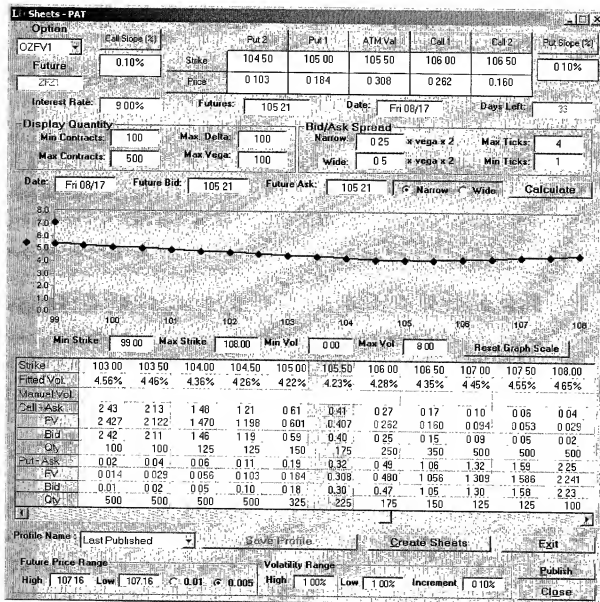 Sheets - PAT
Option
OZFV1
Call Slope (%)
0.10%
Future
ZFZ1
Put 2 Put 1 ATM Val Call 1 Call 2
Strike 104 50 105 00 105 50 106 00 106 50
Price 0 103 0 184 0 308 0 262 0.160
Put Slope (%)
0 10%
Interest Rate: 9 00% Futures: 105 21 Date: Fri 08/17 Days Left: 33
Display Quantity
Min Contracts: 100 Max. Delta: 100
Max Contracts: 500 Max Vega: 100
Bid/Ask Spread
Narrow: 0 25 x vega x 2 Max Ticks: 4
Wide: 0 5 x vega x 2 Min Ticks: 1
Date: Fri 08/17 Future Bid: 105 21 Future Ask: 105 21 Narrow Wide Calculate
8.0
7.0
6.0
5.0
4.0
3.0
2.0
1.0
0.0
99 100 101 102 103 104 105 106 107 108
Min Strike 99 00 Max Strike 108.00 Min Vol 0 00 Max Vol 8 00 Reset Graph Scale
Strike 103 00 103 50 104.00 104 50 105 00 105 50 106 00 106 50 107 00 107 50 108.00
Fitted Vol. 4.56% 4 46% 4.36% 4 26% 4 22% 4.23% 4.28% 4 35% 4 45% 4 55% 4 65%
Manual Vol.
Call - Ask 2 43 2 13 1 48 1 21 0 61 0.41 0 27 0 17 0 10 0 06 0 04
FV 2 427 2 122 1 470 1 198 0 601 0.407 0 262 0 160 0 094 0 053 0 029
Bid 2 42 2 11 1 46 1 19 0 59 0.40 0 25 0 15 0 09 0 05 0 02
Qty 100 100 125 125 150 175 250 350 500 500 500
Put - Ask 0 02 0 04 0 06 0 11 0 19 0 32 0 49 1 06 1 32 1 59 2 25
FV 0 014 0 029 0 056 0 103 0 184 0 308 0 480 1 056 1 309 1 586 2 241
Bid 0 01 0 02 0 05 0 10 0 18 0 30 0 47 1 05 1 30 1 58 2 23
Qty 500 500 500 500 325 225 175 150 125 125 100
Profile Name: Last Published Save Profile Create Sheets Exit
Future Price Range
High 107 16 Low 107.16 0.01 0.005
Volatility Range
High 1 00% Low 1 00% Increment 0 10%
Publish
Close